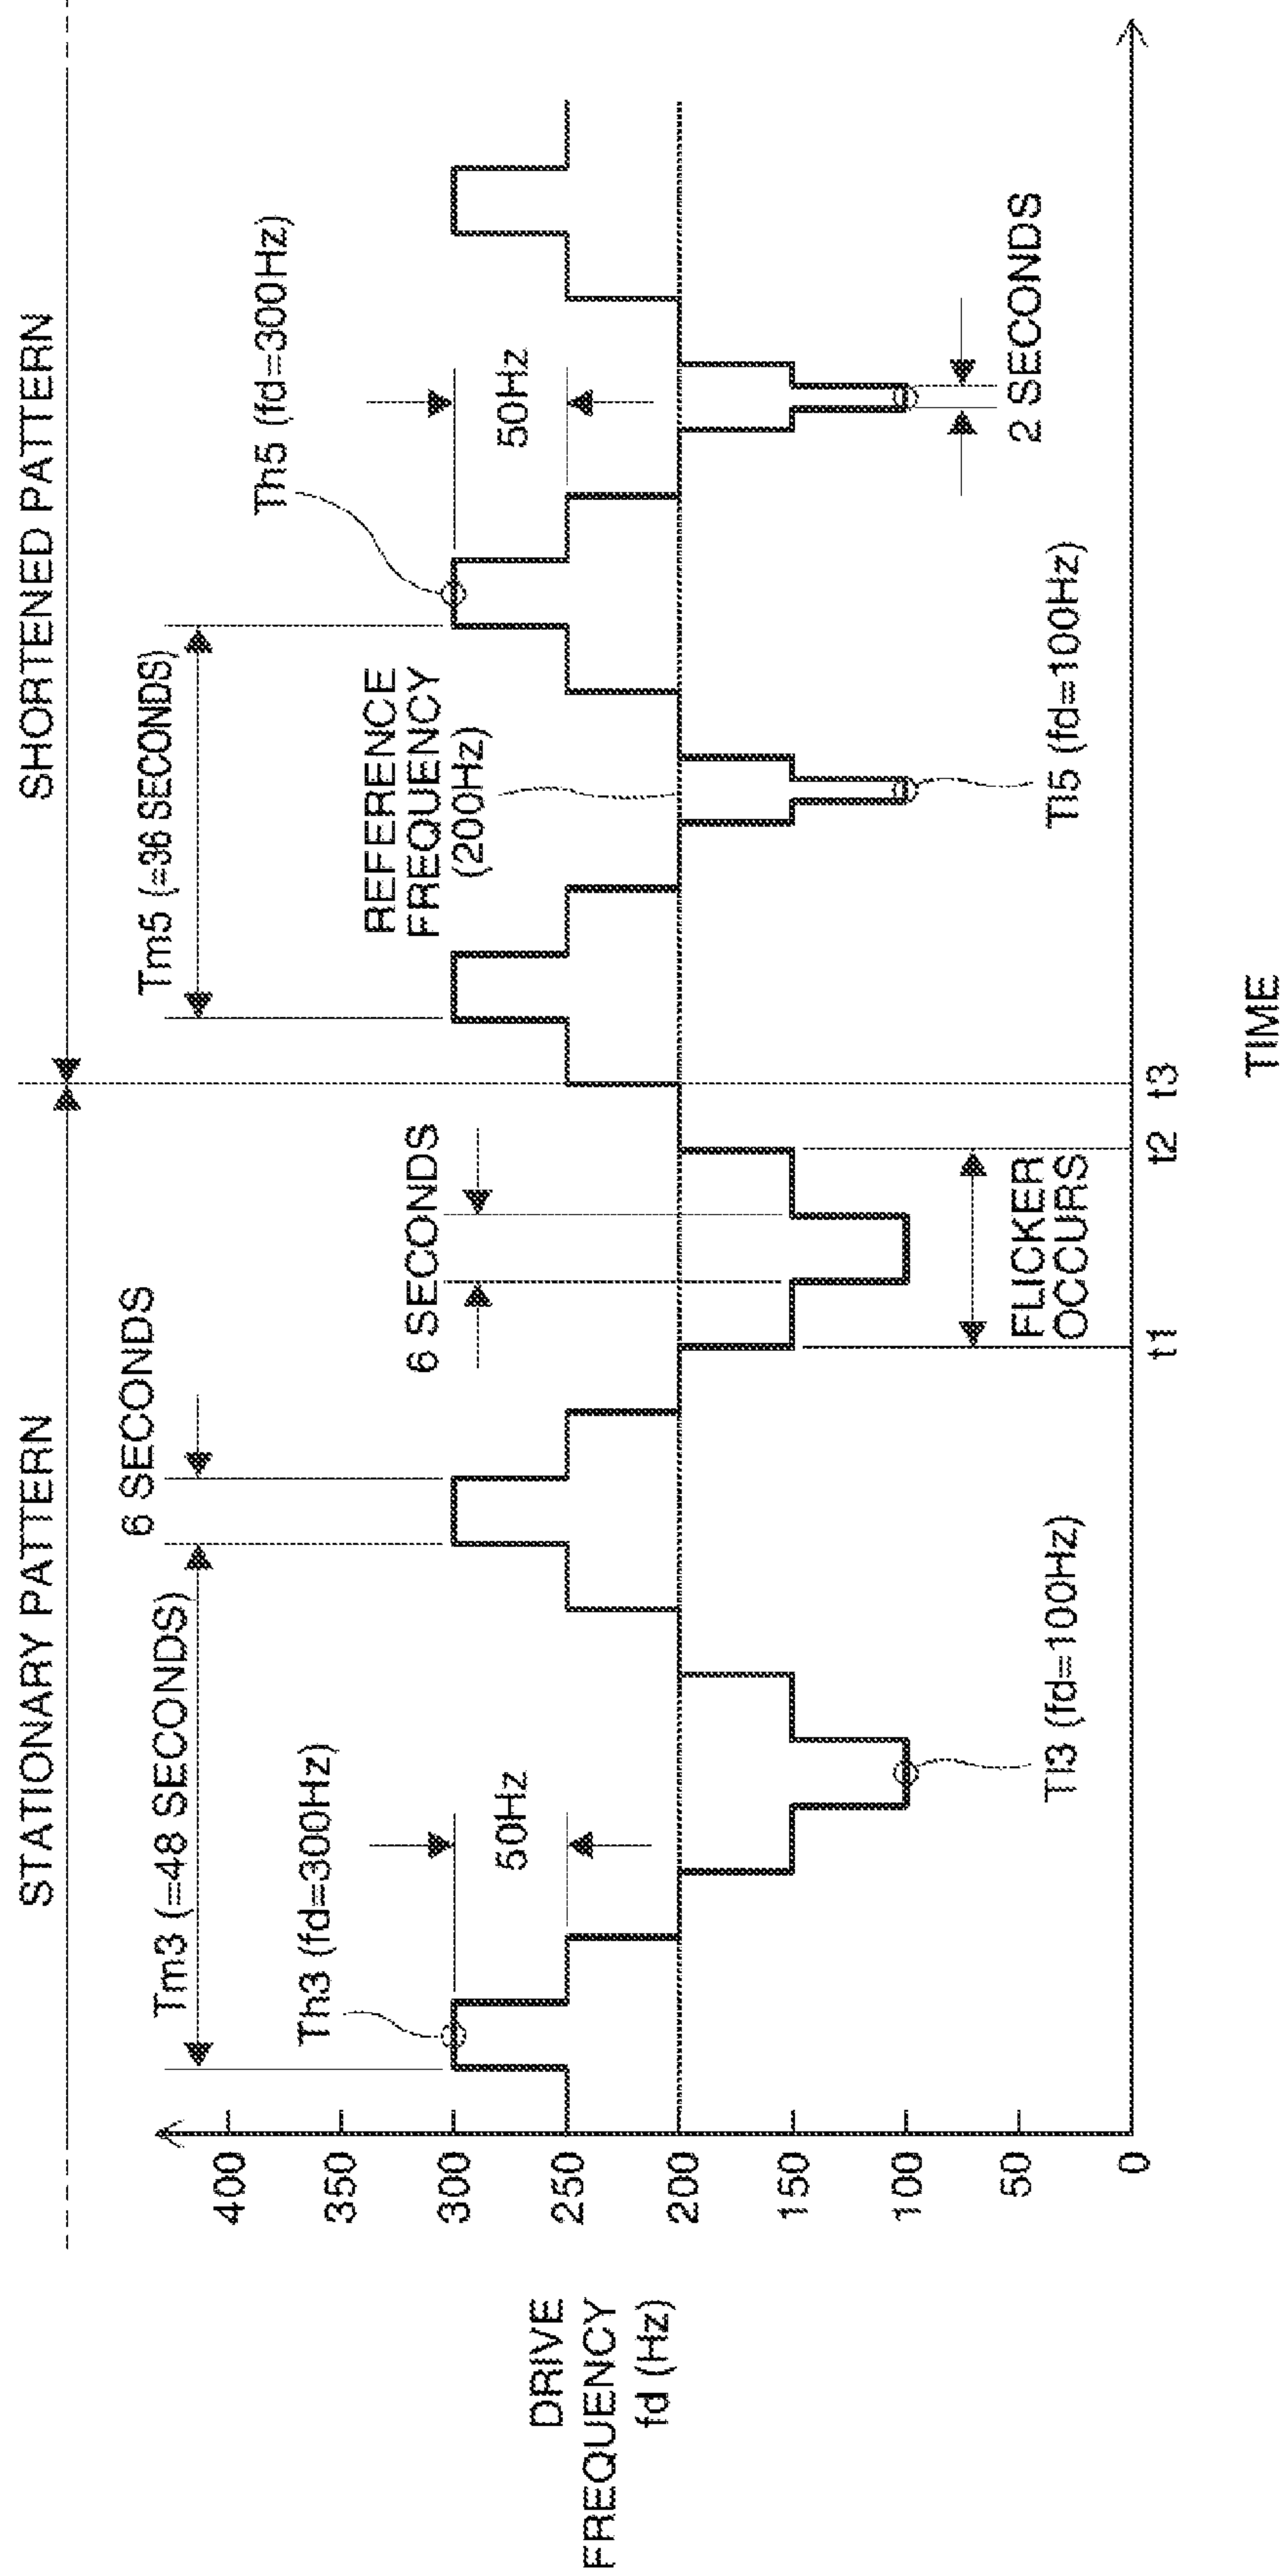 STATIONARY PATTERN
SHORTENED PATTERN
Tm3 (=48 SECONDS)
6 SECONDS
Tm5 (=36 SECONDS)
Th3 (fd=300Hz)
Th5 (fd=300Hz)
6 SECONDS
REFERENCE
FREQUENCY
(200Hz)
50Hz
50Hz
400
350
300
250
200
150
100
50
0
DRIVE
FREQUENCY
fd (Hz)
Tl3 (fd=100Hz)
FLICKER
OCCURS
Tl5 (fd=100Hz)
2 SECONDS
t1
t2
t3
TIME